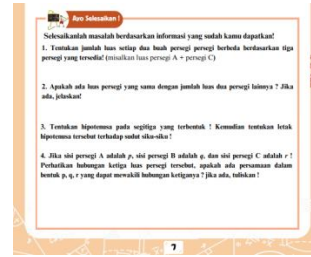 Ayo Selesaikan !
Selesaikanlah masalah berdasarkan informasi yang sudah kamu dapatkan!
1. Tentukan jumlah luas setiap dua buah persegi persegi berbeda berdasarkan tiga
persegi yang tersedia! (misalkan luas persegi A + persegi C)
2. Apakah ada luas persegi yang sama dengan jumlah luas dua persegi lainnya ? Jika
ada, jelaskan!
3. Tentukan hipotenusa pada segitiga yang terbentuk ! Kemudian tentukan letak
hipotenusa tersebut terhadap sudut siku-siku !
4. Jika sisi persegi A adalah p, sisi persegi B adalah q, dan sisi persegi C adalah r !
Perhatikan hubungan ketiga luas persegi tersebut, apakah ada persamaan dalam
bentuk p, q, r yang dapat mewakili hubungan ketiganya ? jika ada, tuliskan !
7